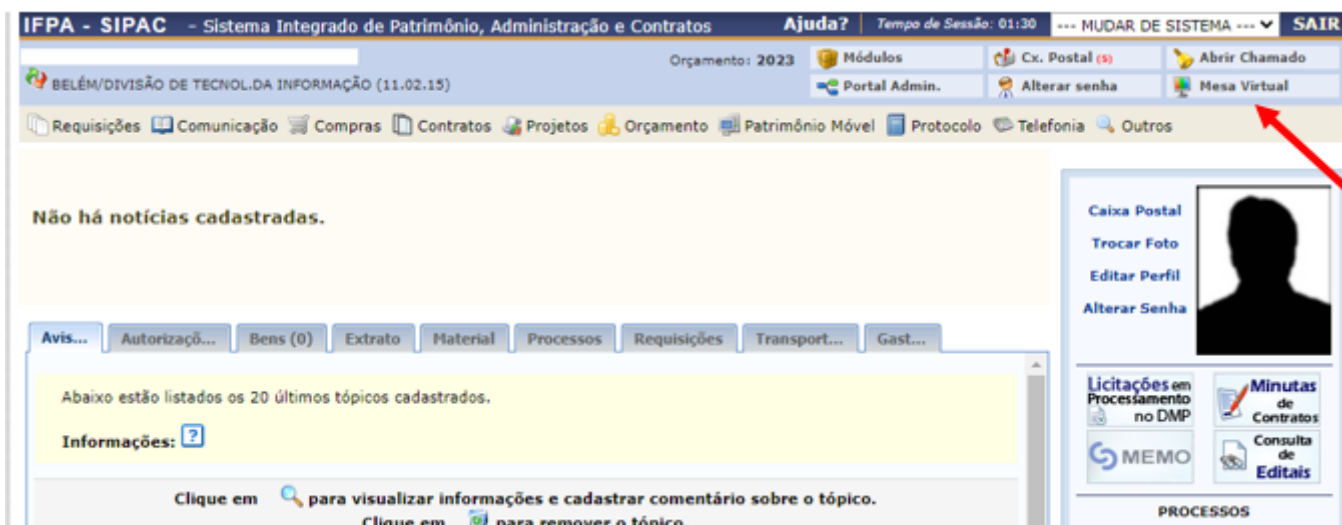 IFPA - SIPAC - Sistema Integrado de Patrimônio, Administração e Contratos Ajuda? Tempo de Sessão: 01:30 --- MUDAR DE SISTEMA --- SAIR
Orçamento: 2023 Módulos Cx. Postal (5) Abrir Chamado
BELÉM/DIVISÃO DE TECNOL.DA INFORMAÇÃO (11.02.15) Portal Admin. Alterar senha Mesa Virtual
Requisições Comunicação Compras Contratos Projetos Orçamento Patrimônio Móvel Protocolo Telefonia Outros
Não há notícias cadastradas.
Caixa Postal
Trocar Foto
Editar Perfil
Alterar Senha
Avis... Autorizaçõ... Bens (0) Extrato Material Processos Requisições Transport... Gast...
Abaixo estão listados os 20 últimos tópicos cadastrados.
Informações: ?
Clique em para visualizar informações e cadastrar comentário sobre o tópico.
Clique em para remover o tópico.
Licitações em
Processamento
no DMP
Minutas
de
Contratos
MEMO
Consulta
de
Editais
PROCESSOS